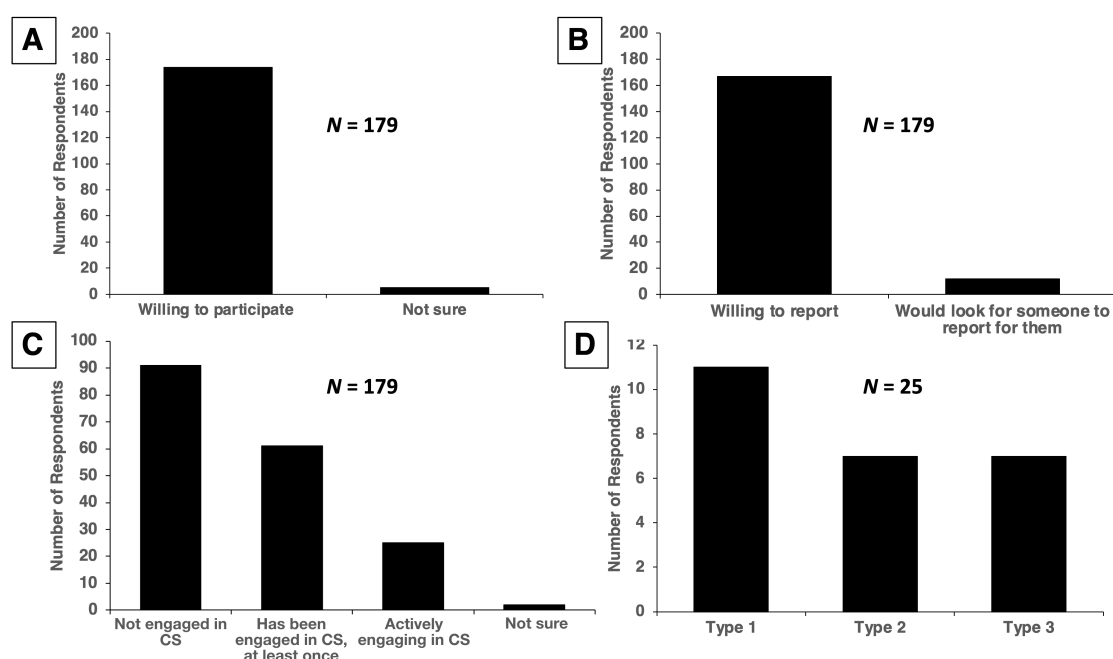 A
Number of Respondents
200
180
160
140
120
100
80
60
40
20
0
N = 179
Willing to participate
Not sure
B
Number of Respondents
200
180
160
140
120
100
80
60
40
20
0
N = 179
Willing to report
Would look for someone to
report for them
C
Number of Respondents
100
90
80
70
60
50
40
30
20
10
0
N = 179
Not engaged in
CS
Has been
engaged in CS,
at least once
Actively
engaging in CS
Not sure
D
Number of Respondents
12
10
8
6
4
2
0
N = 25
Type 1
Type 2
Type 3